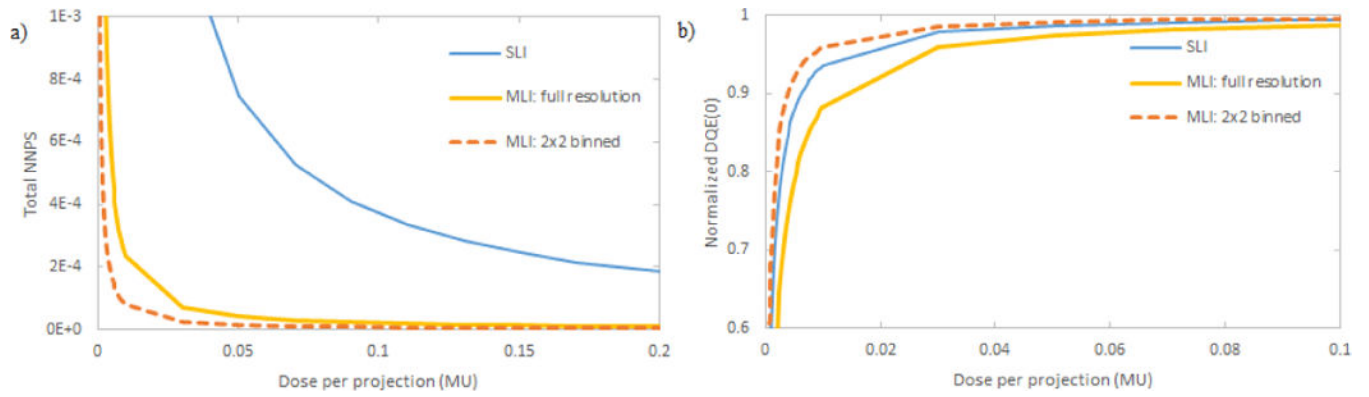 a)
1E-3
8E-4
6E-4
4E-4
2E-4
0E+0
Total NNPS
0
0.05
0.1
0.15
0.2
Dose per projection (MU)
SLI
MLI: full resolution
MLI: 2x2 binned
b)
1
0.9
0.8
0.7
0.6
Normalized DQE(0)
0
0.02
0.04
0.06
0.08
0.1
Dose per projection (MU)
SLI
MLI: full resolution
MLI: 2x2 binned